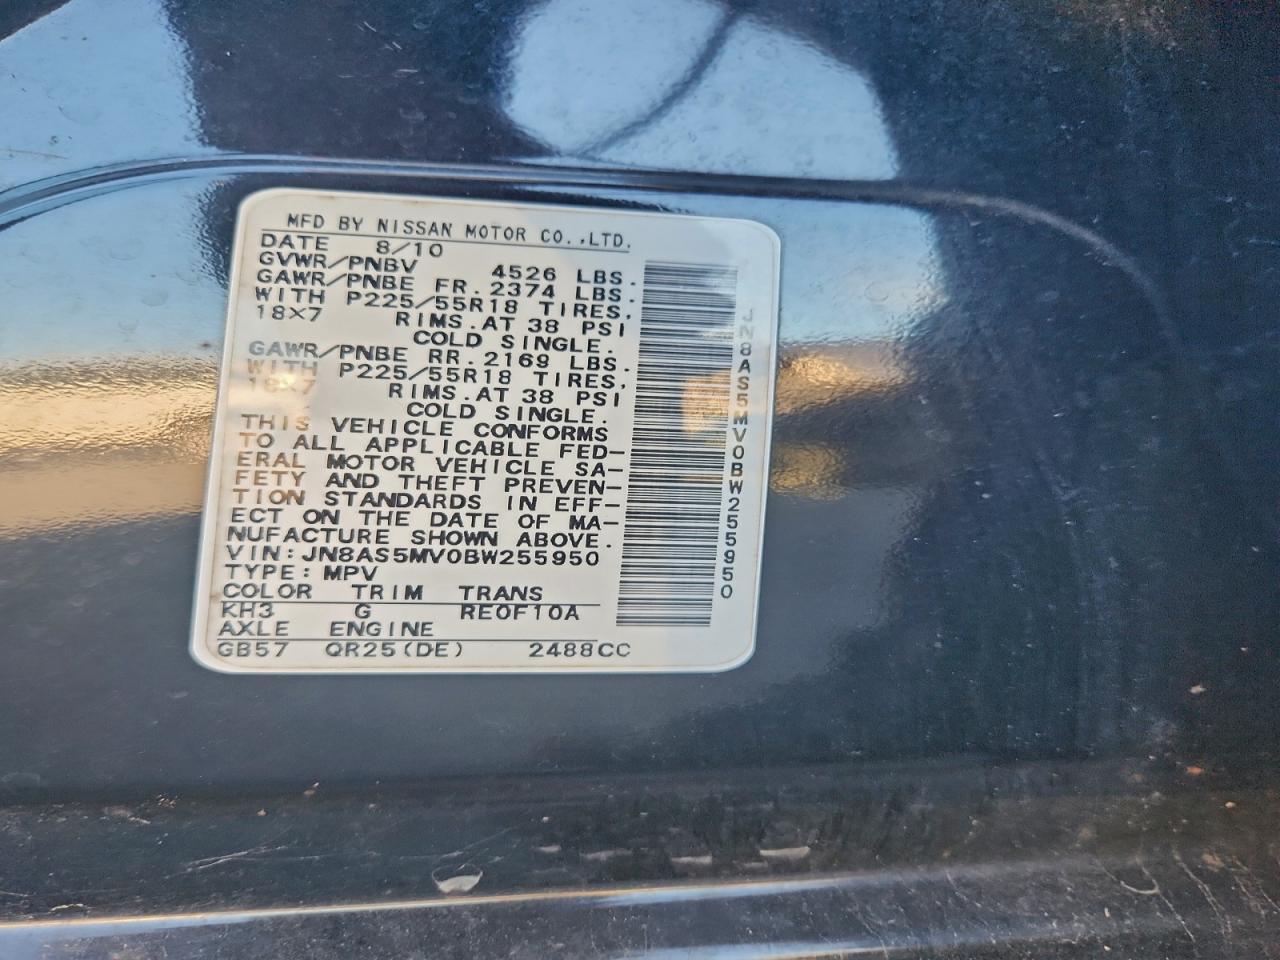 MFD BY NISSAN MOTOR CO.,LTD.
DATE 8/10
GVWR/PNBV 4526 LBS.
GAWR/PNBE FR. 2374 LBS.
WITH P225/55R18 TIRES,
18×7 RIMS.AT 38 PSI
COLD SINGLE.
GAWR/PNBE RR. 2169 LBS.
WITH P225/55R18 TIRES,
18×7 RIMS.AT 38 PSI
COLD SINGLE.
THIS VEHICLE CONFORMS
TO ALL APPLICABLE FED-
ERAL MOTOR VEHICLE SA-
FETY AND THEFT PREVEN-
TION STANDARDS IN EFF-
ECT ON THE DATE OF MA-
NUFACTURE SHOWN ABOVE.
VIN:JN8AS5MV0BW255950
TYPE:MPV
COLOR TRIM TRANS
KH3 G RE0F10A
AXLE ENGINE
GB57 QR25(DE) 2488CC
JN8AS5MV0BW255950